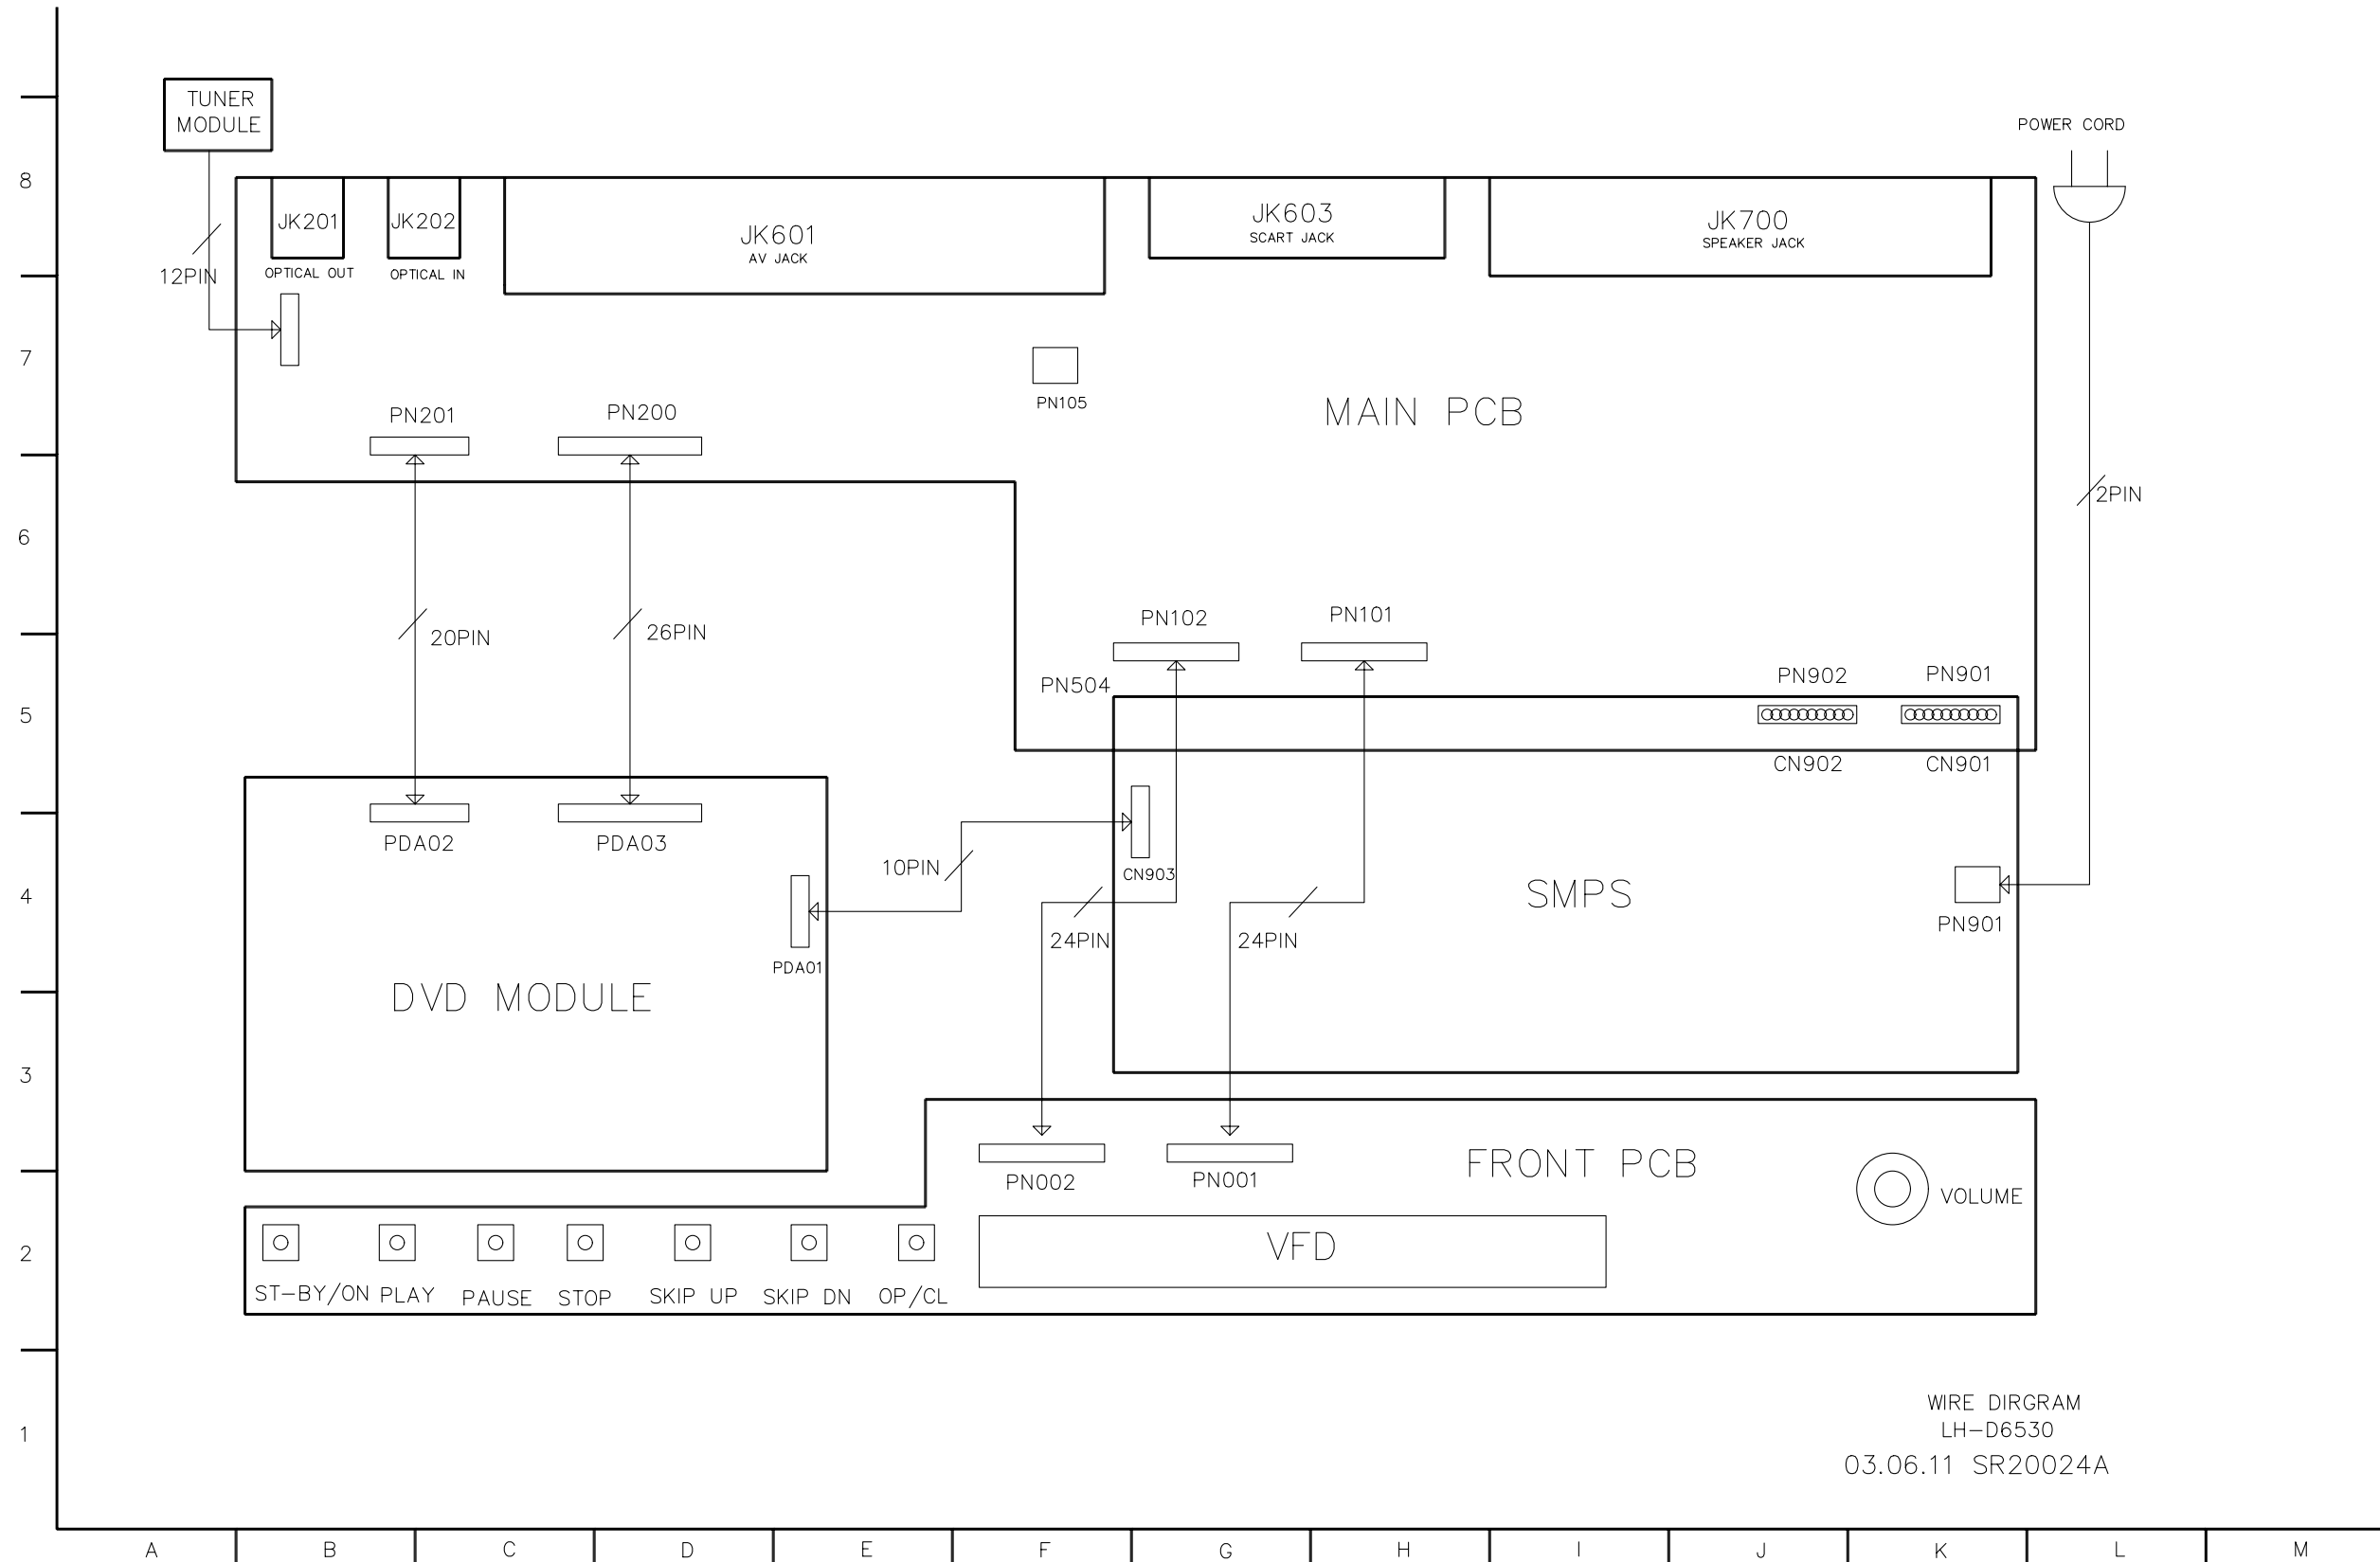 TUNER
MODULE
POWER CORD
8
JK201
JK202
JK601
AV JACK
JK603
SCART JACK
JK700
SPEAKER JACK
12PIN
OPTICAL OUT
OPTICAL IN
7
PN105
PN201
PN200
MAIN PCB
2PIN
6
20PIN
26PIN
PN102
PN101
PN504
PN902
PN901
5
CN902
CN901
PDA02
PDA03
10PIN
CN903
4
SMPS
PN901
24PIN
24PIN
PDA01
DVD MODULE
3
FRONT PCB
PN002
PN001
VOLUME
2
VFD
ST-BY/ON
PLAY
PAUSE
STOP
SKIP UP
SKIP DN
OP/CL
WIRE DIRGRAM
LH-D6530
03.06.11 SR20024A
1
A B C D E F G H I J K L M